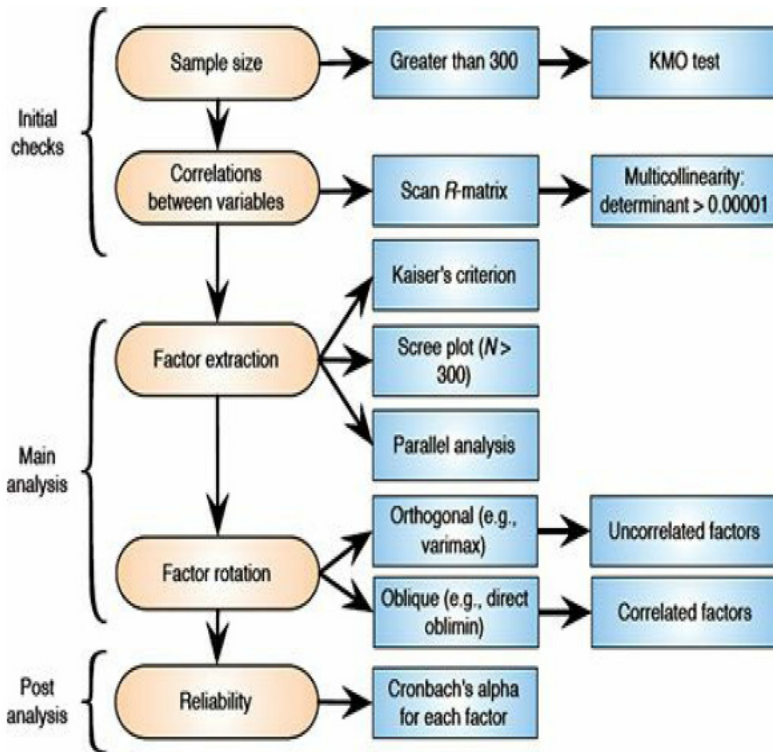 Initial
checks
Sample size
Greater than 300
KMO test
Correlations
between variables
Scan R-matrix
Multicollinearity:
determinant > 0.00001
Main
analysis
Factor extraction
Kaiser's criterion
Scree plot (N >
300)
Parallel analysis
Factor rotation
Orthogonal (e.g.,
varimax)
Uncorrelated factors
Oblique (e.g., direct
oblimin)
Correlated factors
Post
analysis
Reliability
Cronbach's alpha
for each factor